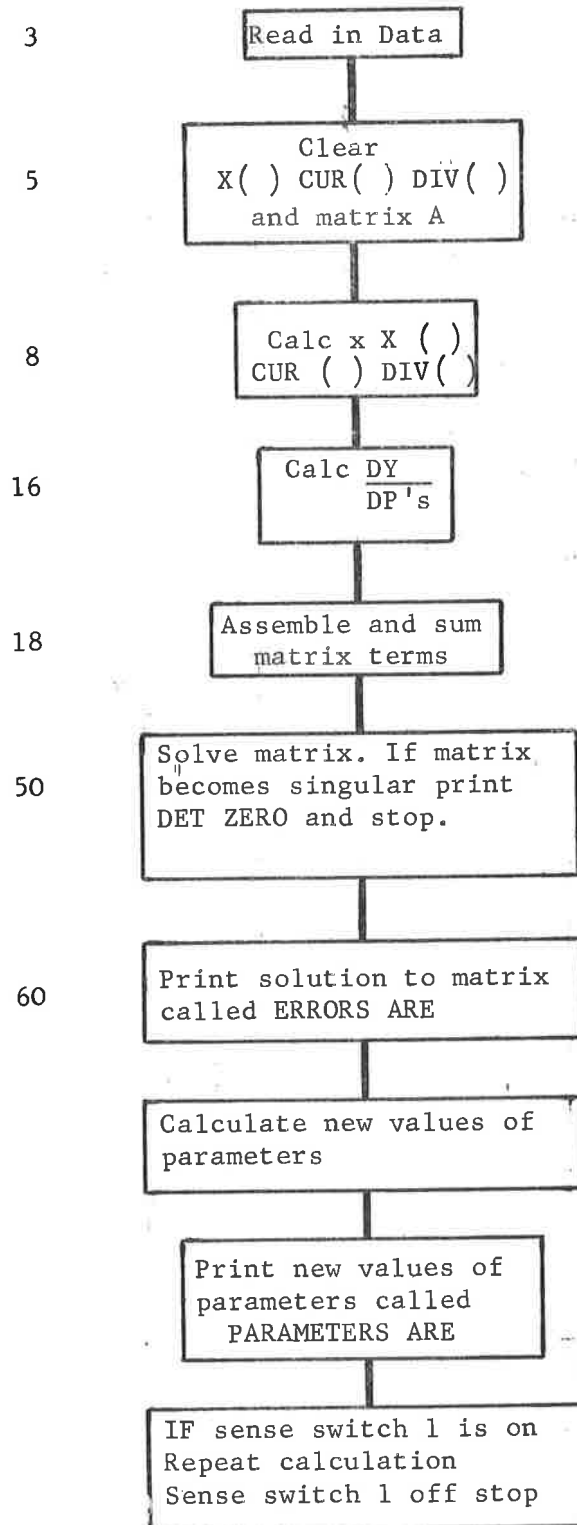 3
Read in Data
5
Clear
X( ) CUR( ) DIV( )
and matrix A
8
Calc x X ( )
CUR ( ) DIV( )
16
Calc DY
DP's
18
Assemble and sum
matrix terms
50
Solve matrix. If matrix
becomes singular print
DET ZERO and stop.
60
Print solution to matrix
called ERRORS ARE
Calculate new values of
parameters
Print new values of
parameters called
PARAMETERS ARE
IF sense switch 1 is on
Repeat calculation
Sense switch 1 off stop